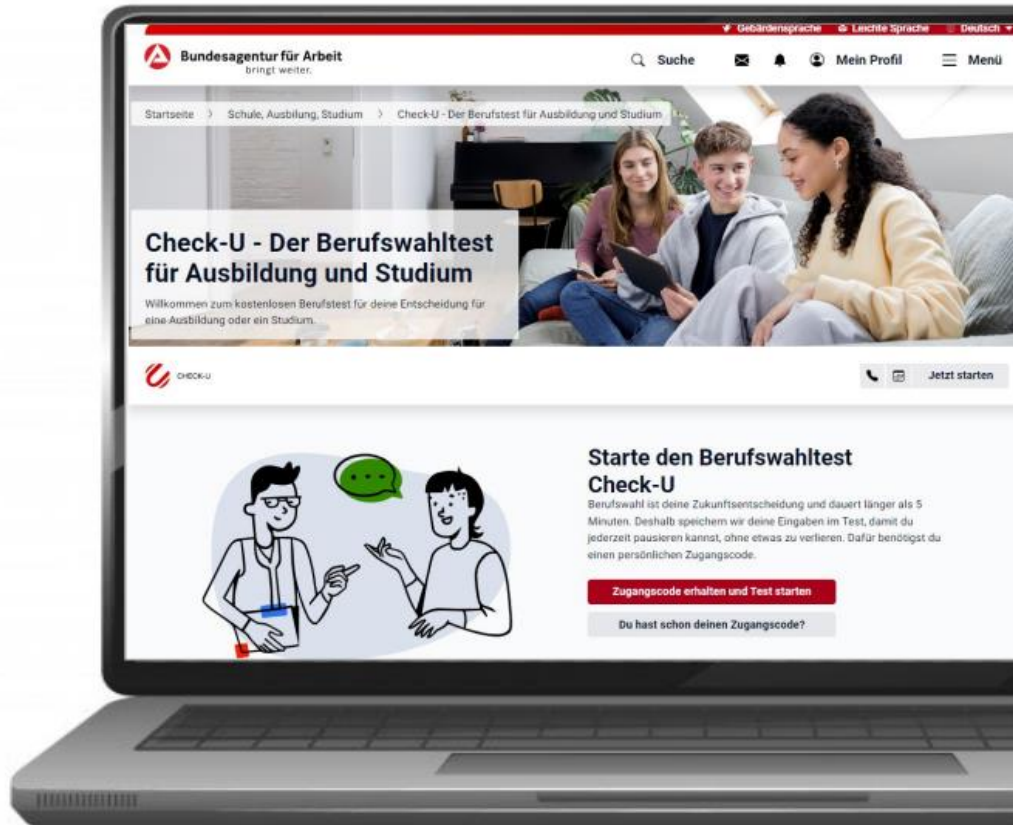 Gebärdensprache Leichte Sprache Deutsch
Bundesagentur für Arbeit
bringt weiter.
Suche Mein Profil Menü
Startseite > Schule, Ausbildung, Studium > Check-U - Der Berufstest für Ausbildung und Studium
Check-U - Der Berufswahltest
für Ausbildung und Studium
Willkommen zum kostenlosen Berufstest für deine Entscheidung für
eine Ausbildung oder ein Studium.
CHECK-U
Jetzt starten
Starte den Berufswahltest
Check-U
Berufswahl ist deine Zukunftsentscheidung und dauert länger als 5
Minuten. Deshalb speichern wir deine Eingaben im Test, damit du
jederzeit pausieren kannst, ohne etwas zu verlieren. Dafür benötigst du
einen persönlichen Zugangscode.
Zugangscode erhalten und Test starten
Du hast schon deinen Zugangscode?